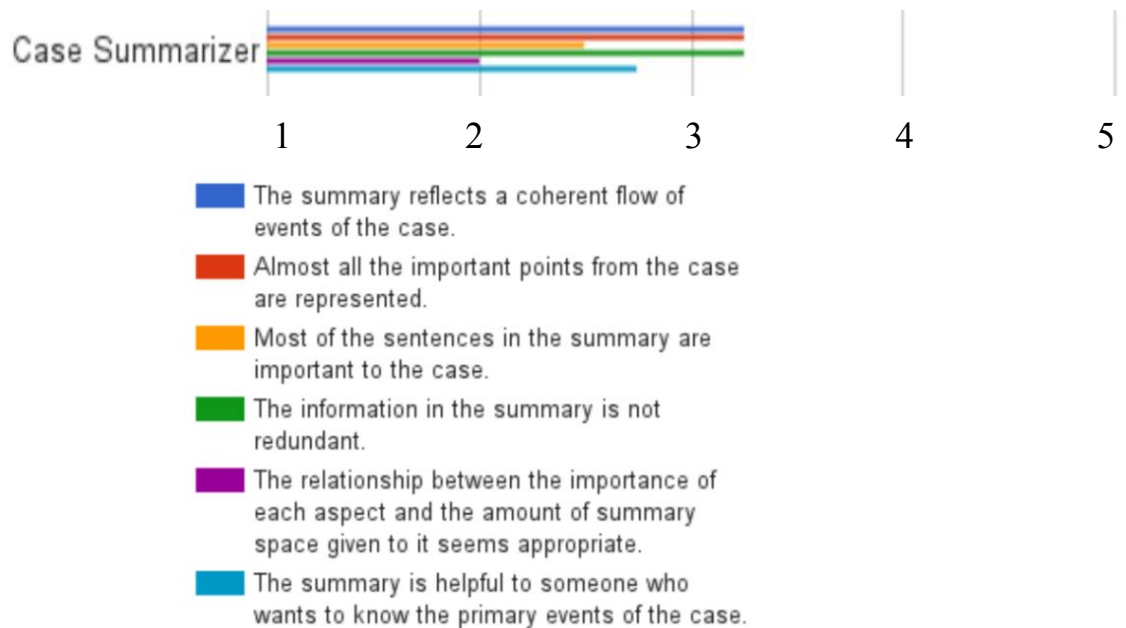 Case Summarizer
1 2 3 4 5
The summary reflects a coherent flow of
events of the case.
Almost all the important points from the case
are represented.
Most of the sentences in the summary are
important to the case.
The information in the summary is not
redundant.
The relationship between the importance of
each aspect and the amount of summary
space given to it seems appropriate.
The summary is helpful to someone who
wants to know the primary events of the case.